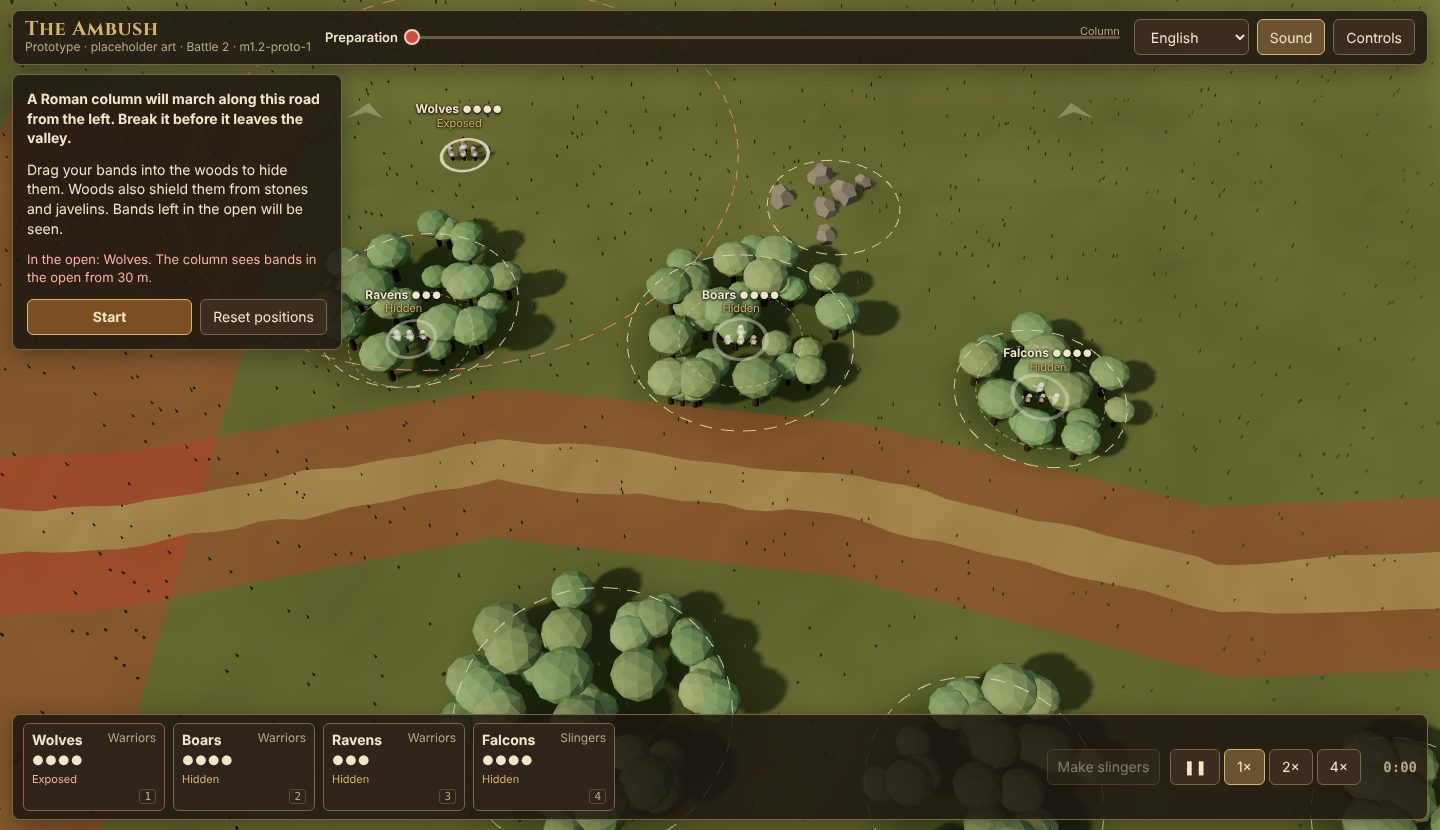 The Ambush
Prototype · placeholder art · Battle 2 · m1.2-proto-1
Preparation
Column
English
Sound
Controls
A Roman column will march along this road
from the left. Break it before it leaves the
valley.
Drag your bands into the woods to hide
them. Woods also shield them from stones
and javelins. Bands left in the open will be
seen.
In the open: Wolves. The column sees bands in
the open from 30 m.
Start
Reset positions
Wolves
Exposed
Ravens
Hidden
Boars
Hidden
Falcons
Hidden
Wolves Warriors
Exposed
1
Boars Warriors
Hidden
2
Ravens Warriors
Hidden
3
Falcons Slingers
Hidden
4
Make slingers
1×
2×
4×
0:00